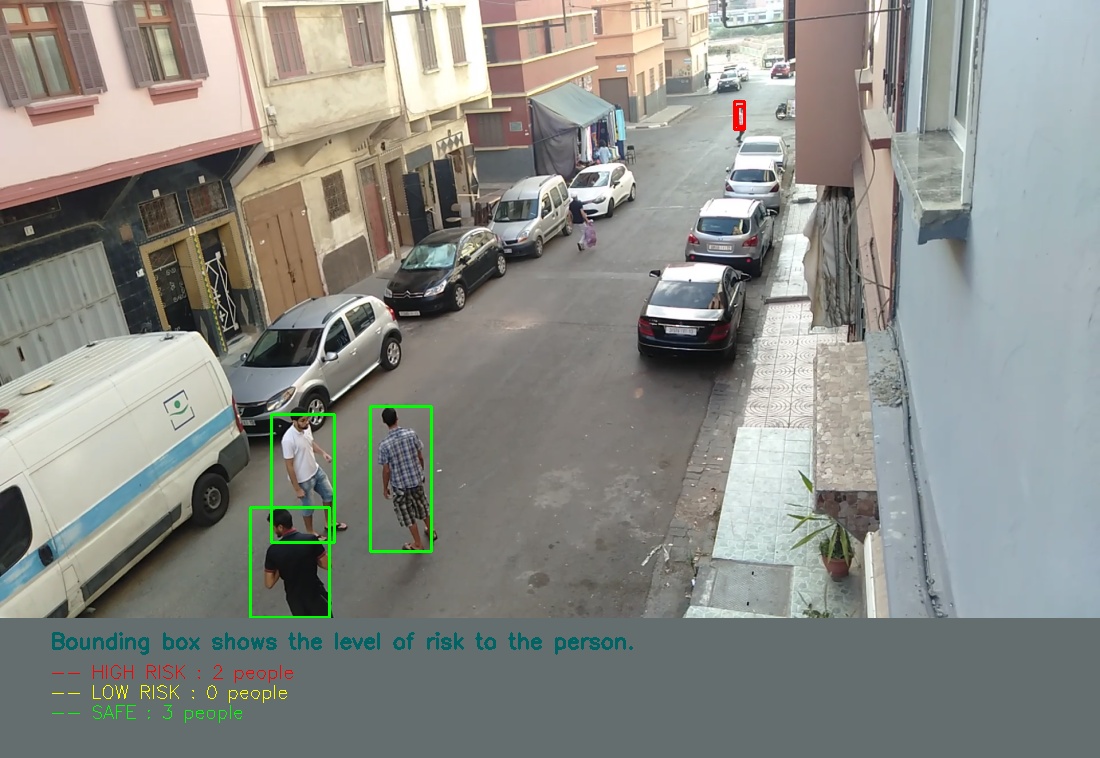 Bounding box shows the level of risk to the person.
-- HIGH RISK : 2 people
-- LOW RISK : 0 people
-- SAFE : 3 people